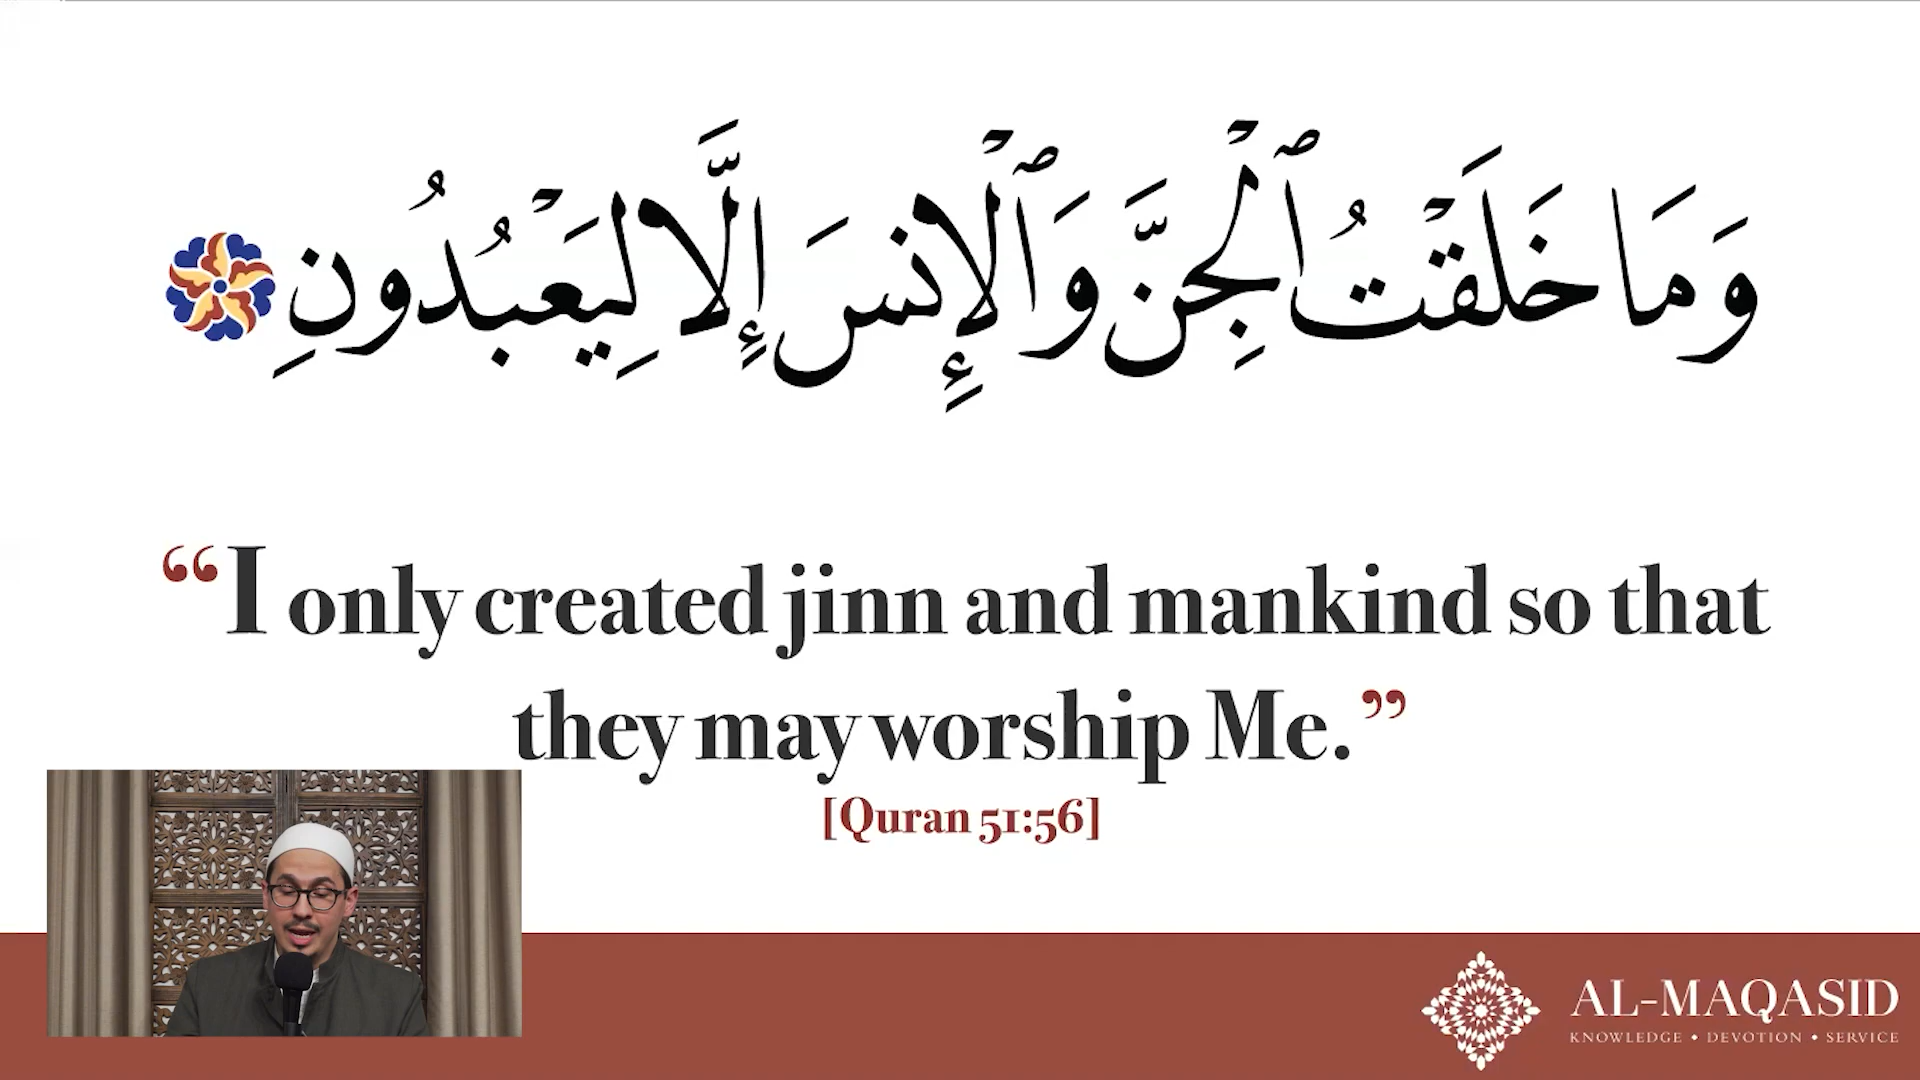 وَمَا خَلَقْتُ ٱلْجِنَّ وَٱلْإِنسَ إِلَّا لِيَعْبُدُونِ
“I only created jinn and mankind so that
they may worship Me.”
[Quran 51:56]
AL-MAQASID
KNOWLEDGE • DEVOTION • SERVICE